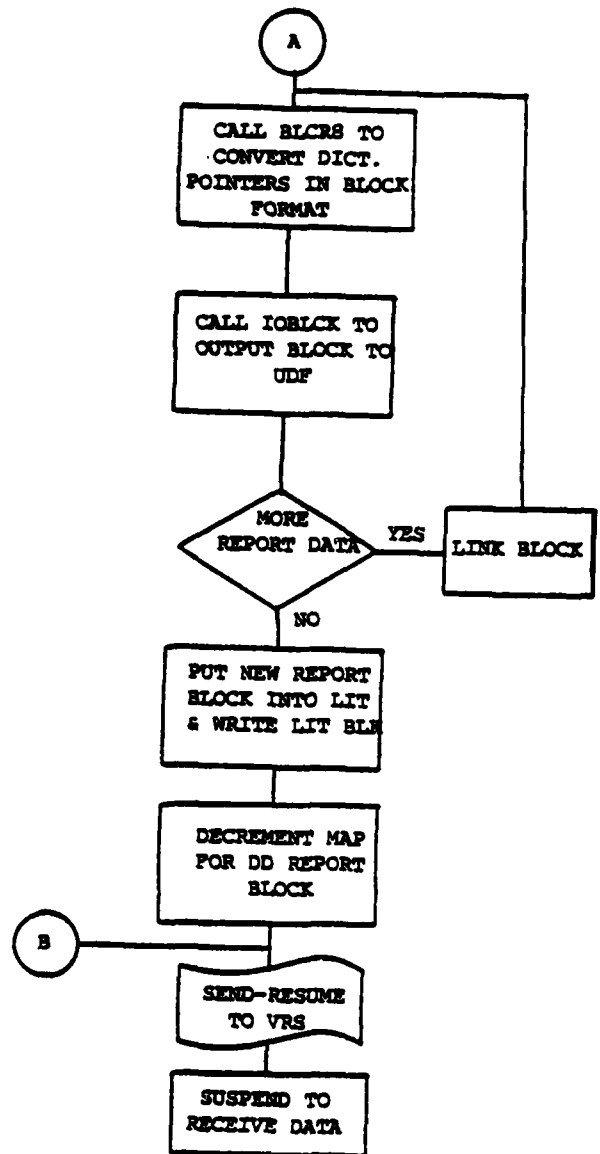 A
CALL BLCRS TO
CONVERT DICT.
POINTERS IN BLOCK
FORMAT
CALL IOBLCK TO
OUTPUT BLOCK TO
UDF
MORE
REPORT DATA
YES
LINK BLOCK
NO
PUT NEW REPORT
BLOCK INTO LIT
& WRITE LIT BLK
DECREMENT MAP
FOR DD REPORT
BLOCK
B
SEND-RESUME
TO VRS
SUSPEND TO
RECEIVE DATA